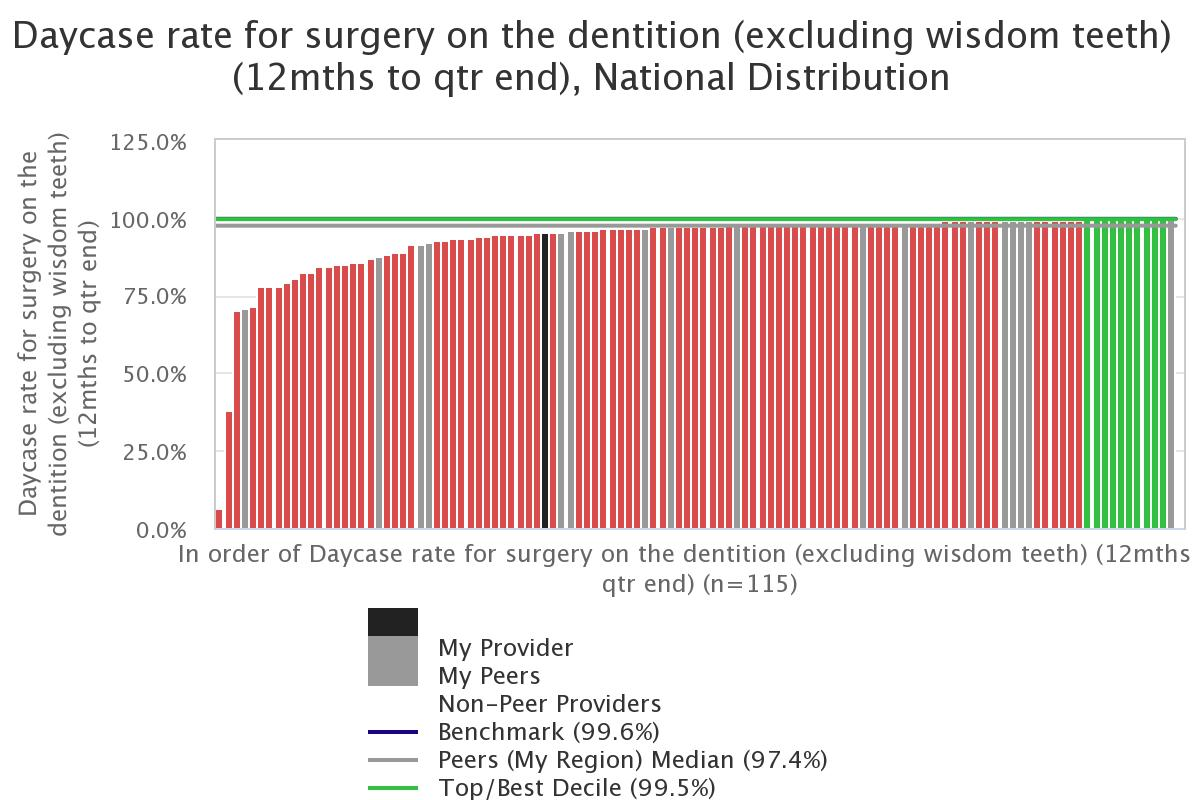 Daycase rate for surgery on the dentition (excluding wisdom teeth)
(12mths to qtr end), National Distribution
Daycase rate for surgery on the
dentition (excluding wisdom teeth)
(12mths to qtr end)
125.0%
100.0%
75.0%
50.0%
25.0%
0.0%
In order of Daycase rate for surgery on the dentition (excluding wisdom teeth) (12mths
qtr end) (n=115)
My Provider
My Peers
Non-Peer Providers
Benchmark (99.6%)
Peers (My Region) Median (97.4%)
Top/Best Decile (99.5%)